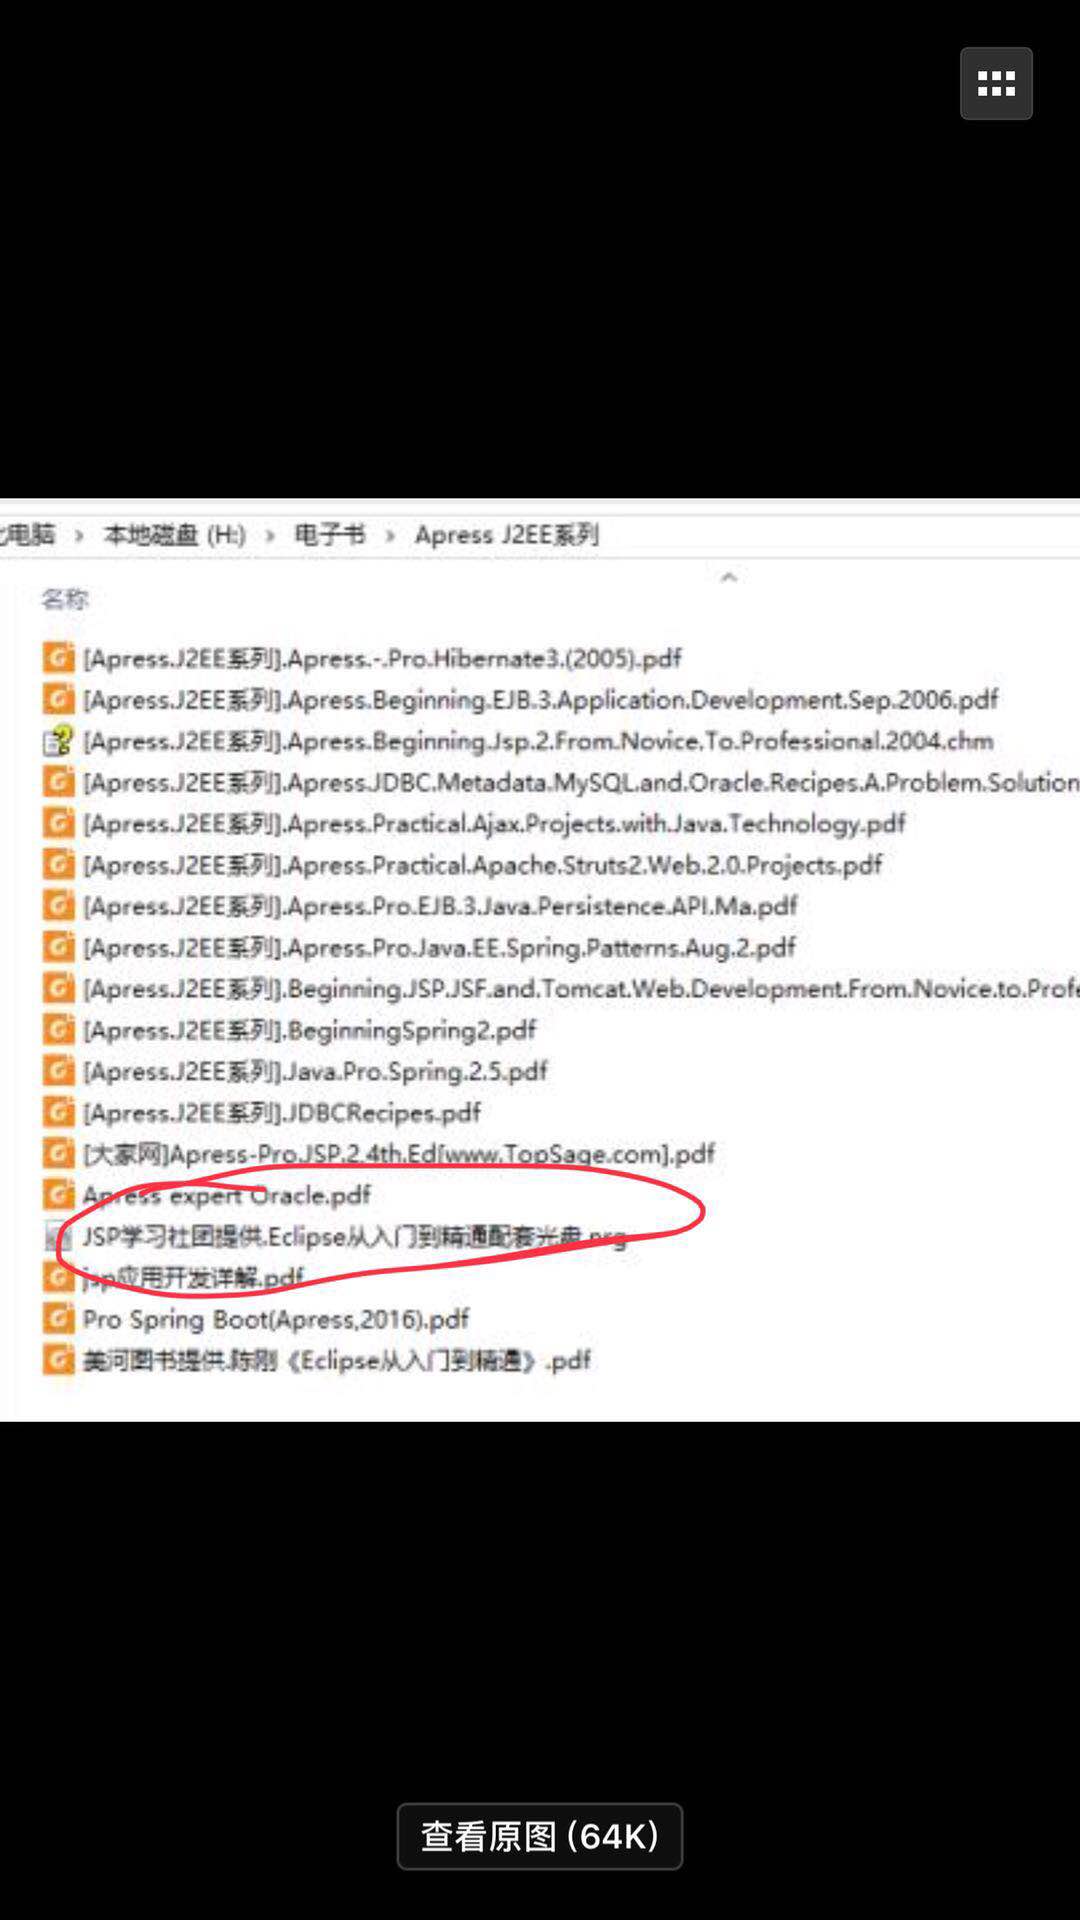 电脑 › 本地磁盘 (H:) › 电子书 › Apress J2EE系列
名称
[Apress.J2EE系列].Apress.-.Pro.Hibernate3.(2005).pdf
[Apress.J2EE系列].Apress.Beginning.EJB.3.Application.Development.Sep.2006.pdf
[Apress.J2EE系列].Apress.Beginning.Jsp.2.From.Novice.To.Professional.2004.chm
[Apress.J2EE系列].Apress.JDBC.Metadata.MySQL.and.Oracle.Recipes.A.Problem.Solution
[Apress.J2EE系列].Apress.Practical.Ajax.Projects.with.Java.Technology.pdf
[Apress.J2EE系列].Apress.Practical.Apache.Struts2.Web.2.0.Projects.pdf
[Apress.J2EE系列].Apress.Pro.EJB.3.Java.Persistence.API.Ma.pdf
[Apress.J2EE系列].Apress.Pro.Java.EE.Spring.Patterns.Aug.2.pdf
[Apress.J2EE系列].Beginning.JSP.JSF.and.Tomcat.Web.Development.From.Novice.to.Profe
[Apress.J2EE系列].BeginningSpring2.pdf
[Apress.J2EE系列].Java.Pro.Spring.2.5.pdf
[Apress.J2EE系列].JDBCRecipes.pdf
[大家网]Apress-Pro.JSP.2.4th.Ed[www.TopSage.com].pdf
Apress expert Oracle.pdf
JSP学习社团提供.Eclipse从入门到精通配套光盘.nrg
jsp应用开发详解.pdf
Pro Spring Boot(Apress,2016).pdf
美河图书提供.陈刚《Eclipse从入门到精通》.pdf
查看原图 (64K)